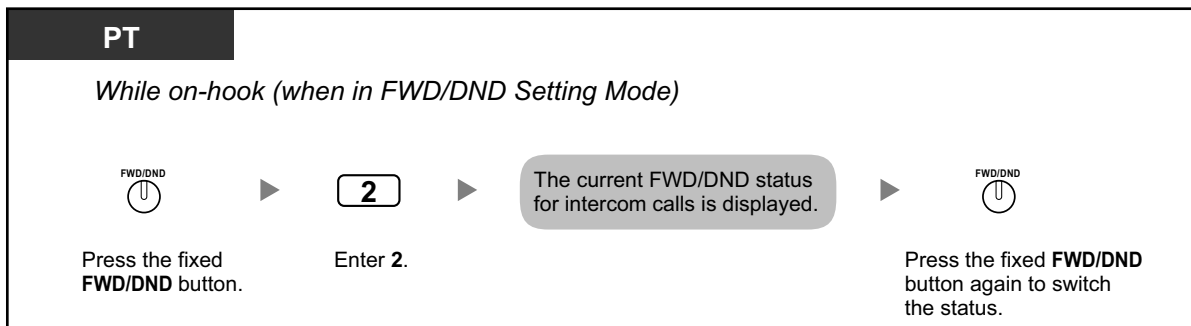 PT
While on-hook (when in FWD/DND Setting Mode)
FWD/DND
2
The current FWD/DND status
for intercom calls is displayed.
FWD/DND
Press the fixed
FWD/DND button.
Enter 2.
Press the fixed FWD/DND
button again to switch
the status.